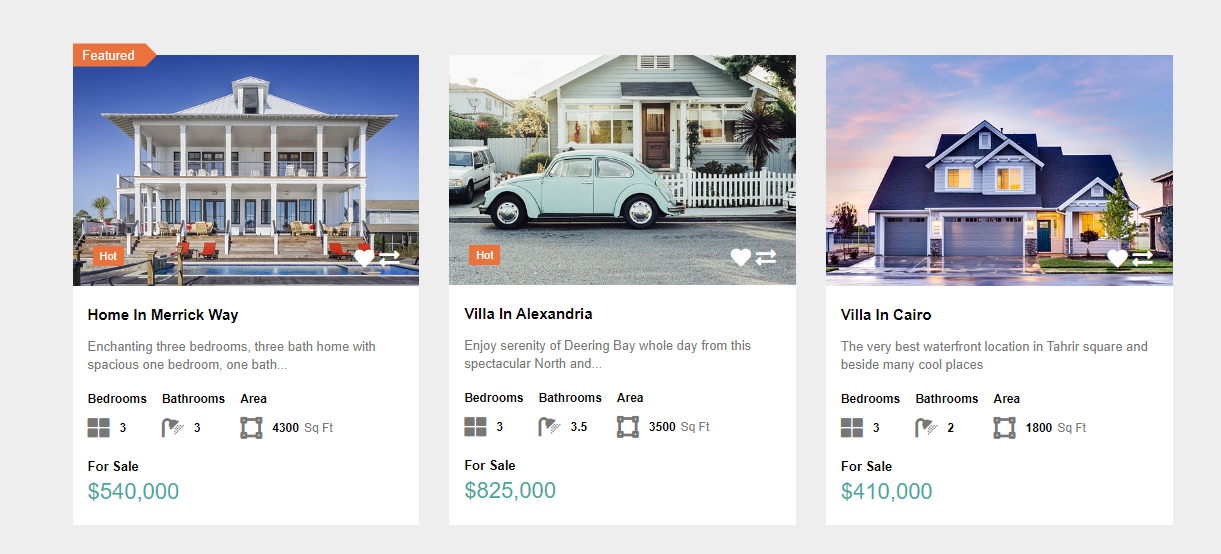 Featured
Hot
Home In Merrick Way
Enchanting three bedrooms, three bath home with
spacious one bedroom, one bath...
Bedrooms Bathrooms Area
3 3 4300 Sq Ft
For Sale
$540,000
Hot
Villa In Alexandria
Enjoy serenity of Deering Bay whole day from this
spectacular North and...
Bedrooms Bathrooms Area
3 3.5 3500 Sq Ft
For Sale
$825,000
Villa In Cairo
The very best waterfront location in Tahrir square and
beside many cool places
Bedrooms Bathrooms Area
3 2 1800 Sq Ft
For Sale
$410,000